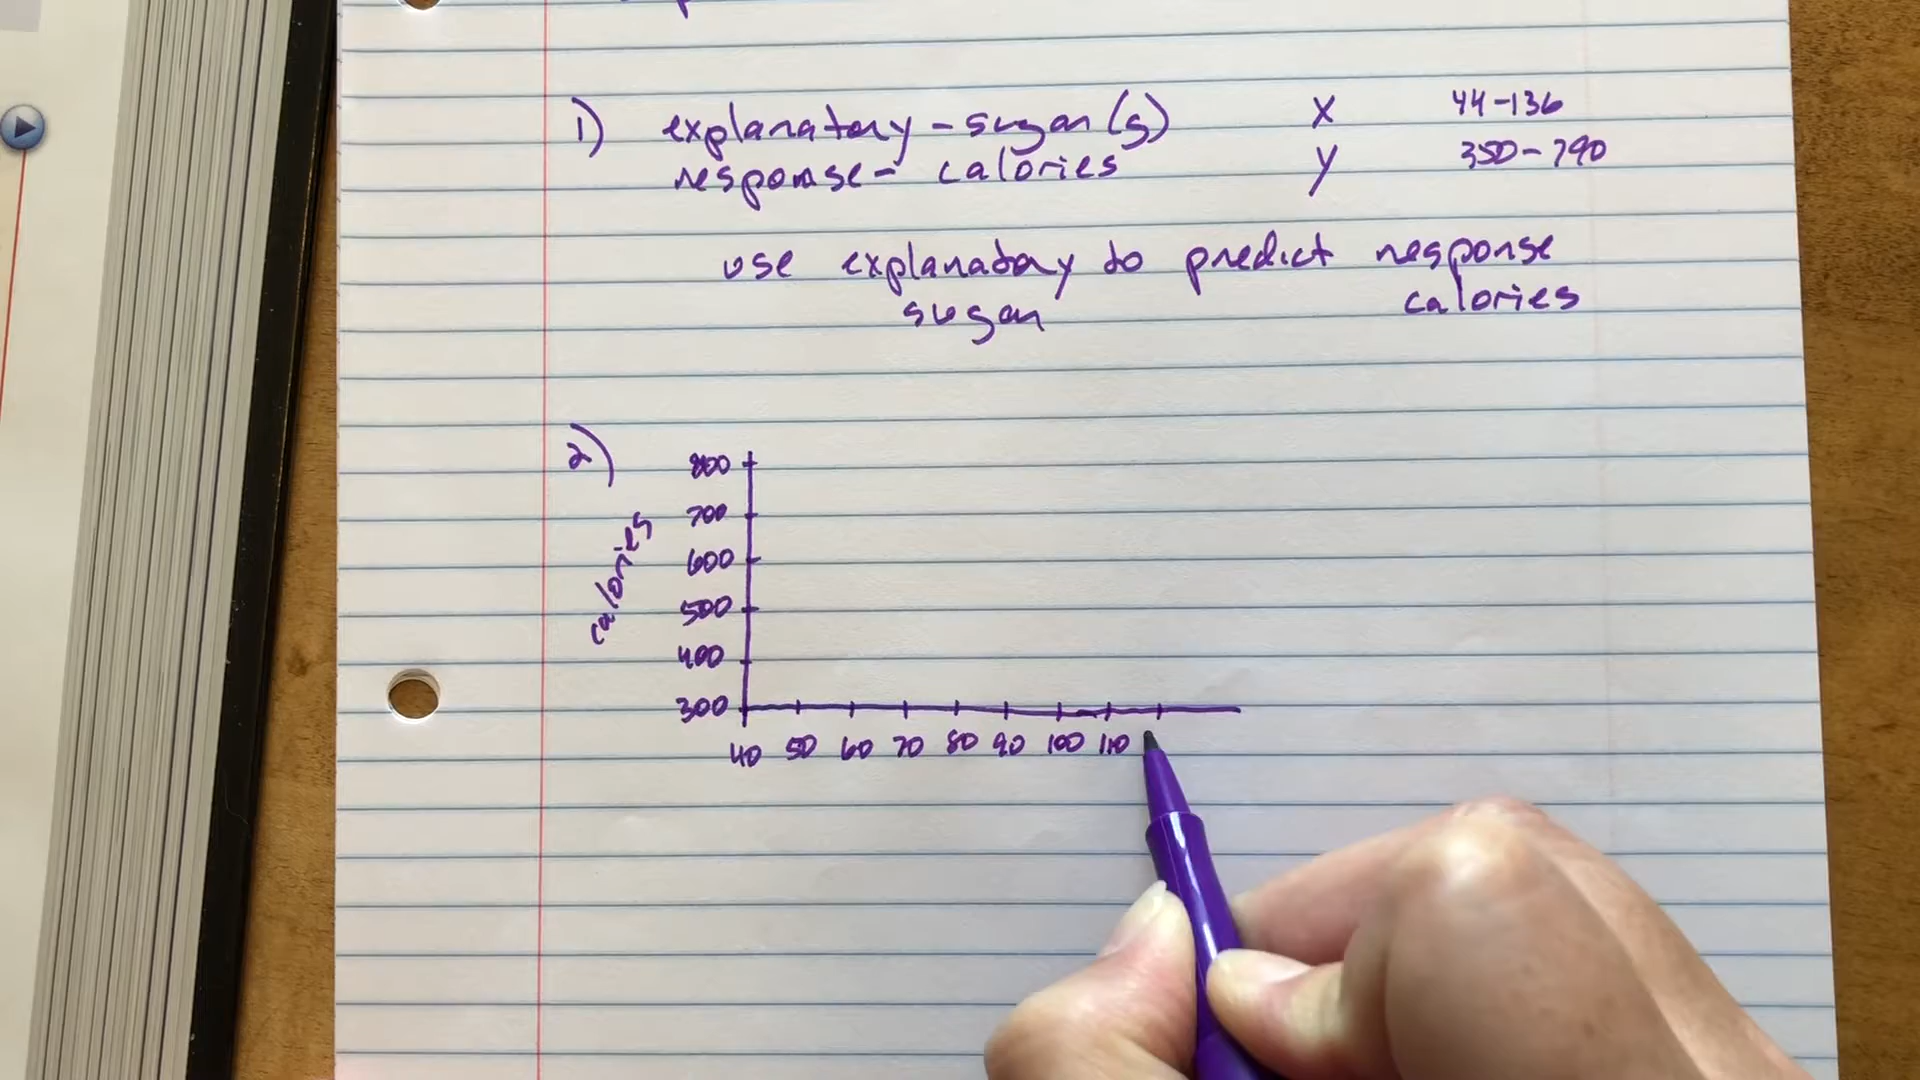 1) explanatory - sugar (g) x 44-136
response - calories y 350-790
use explanatory to predict response
sugar calories
2)
calories
800
700
600
500
400
300
40 50 60 70 80 90 100 110